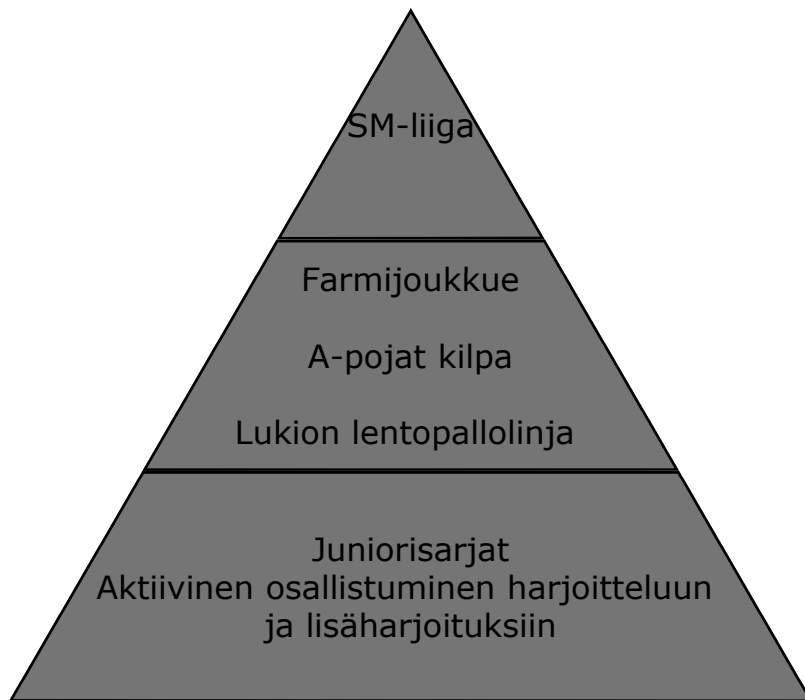 SM-liiga
Farmijoukkue
A-pojat kilpa
Lukion lentopallolinja
Juniorisarjat
Aktiivinen osallistuminen harjoitteluun
ja lisäharjoituksiin